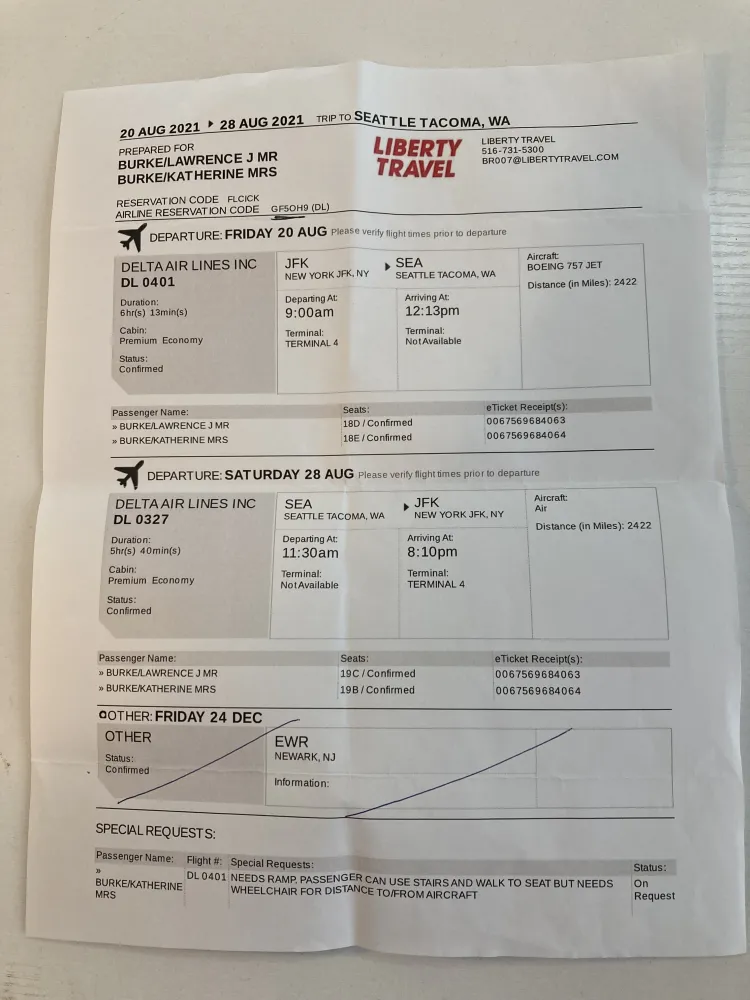 20 AUG 2021 ▸ 28 AUG 2021 TRIP TO SEATTLE TACOMA, WA
PREPARED FOR
BURKE/LAWRENCE J MR
BURKE/KATHERINE MRS
LIBERTY
TRAVEL
LIBERTY TRAVEL
516-731-5300
BR007@LIBERTYTRAVEL.COM
RESERVATION CODE FLCICK
AIRLINE RESERVATION CODE GF5OH9 (DL)
DEPARTURE: FRIDAY 20 AUG Please verify flight times prior to departure
DELTA AIR LINES INC
DL 0401
Duration:
6hr(s) 13min(s)
Cabin:
Premium Economy
Status:
Confirmed
JFK
NEW YORK JFK, NY
▸ SEA
SEATTLE TACOMA, WA
Departing At:
9:00am
Arriving At:
12:13pm
Terminal:
TERMINAL 4
Terminal:
Not Available
Aircraft:
BOEING 757 JET
Distance (in Miles): 2422
Passenger Name: Seats: eTicket Receipt(s):
» BURKE/LAWRENCE J MR 18D / Confirmed 0067569684063
» BURKE/KATHERINE MRS 18E / Confirmed 0067569684064
DEPARTURE: SATURDAY 28 AUG Please verify flight times prior to departure
DELTA AIR LINES INC
DL 0327
Duration:
5hr(s) 40min(s)
Cabin:
Premium Economy
Status:
Confirmed
SEA
SEATTLE TACOMA, WA
▸ JFK
NEW YORK JFK, NY
Departing At:
11:30am
Arriving At:
8:10pm
Terminal:
Not Available
Terminal:
TERMINAL 4
Aircraft:
Air
Distance (in Miles): 2422
Passenger Name: Seats: eTicket Receipt(s):
» BURKE/LAWRENCE J MR 19C / Confirmed 0067569684063
» BURKE/KATHERINE MRS 19B / Confirmed 0067569684064
OTHER: FRIDAY 24 DEC
OTHER
Status:
Confirmed
EWR
NEWARK, NJ
Information:
SPECIAL REQUESTS:
Passenger Name: Flight #: Special Requests: Status:
»
BURKE/KATHERINE
MRS
DL 0401
NEEDS RAMP, PASSENGER CAN USE STAIRS AND WALK TO SEAT BUT NEEDS
WHEELCHAIR FOR DISTANCE TO/FROM AIRCRAFT
On
Request